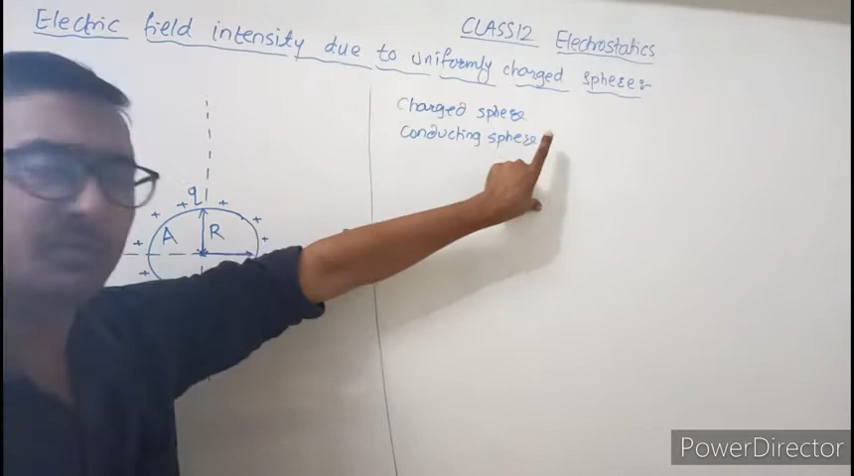 CLASS12 Electrostatics
Electric field intensity due to uniformly charged sphere:
Charged sphere
Conducting sphere
q
A R
PowerDirector